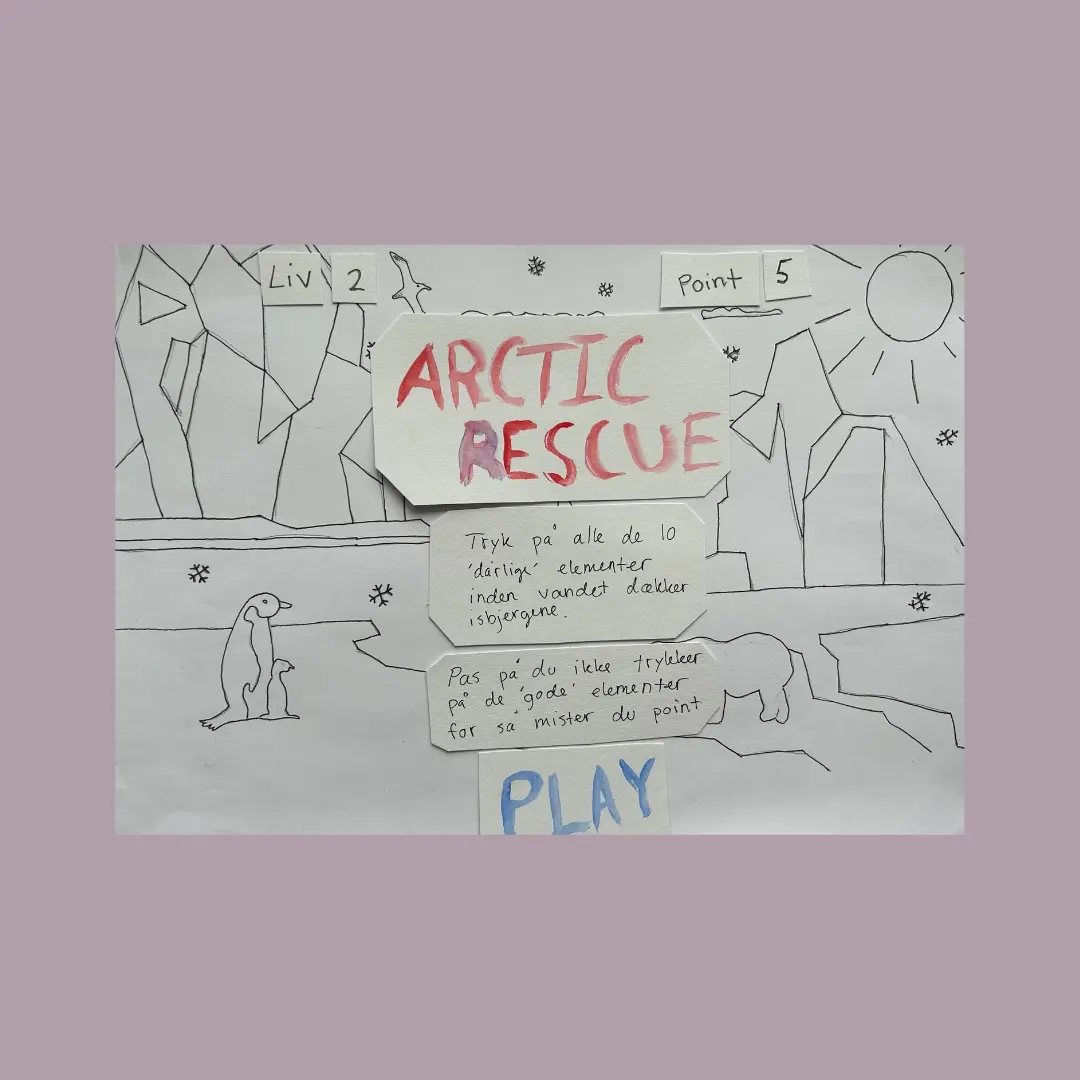 Liv 2
Point 5
ARCTIC
RESCUE
Tryk på alle de 10
'dårlige' elementer
inden vandet dækker
isbjergene.
Pas på du ikke trykker
på de 'gode' elementer
for så mister du point
PLAY